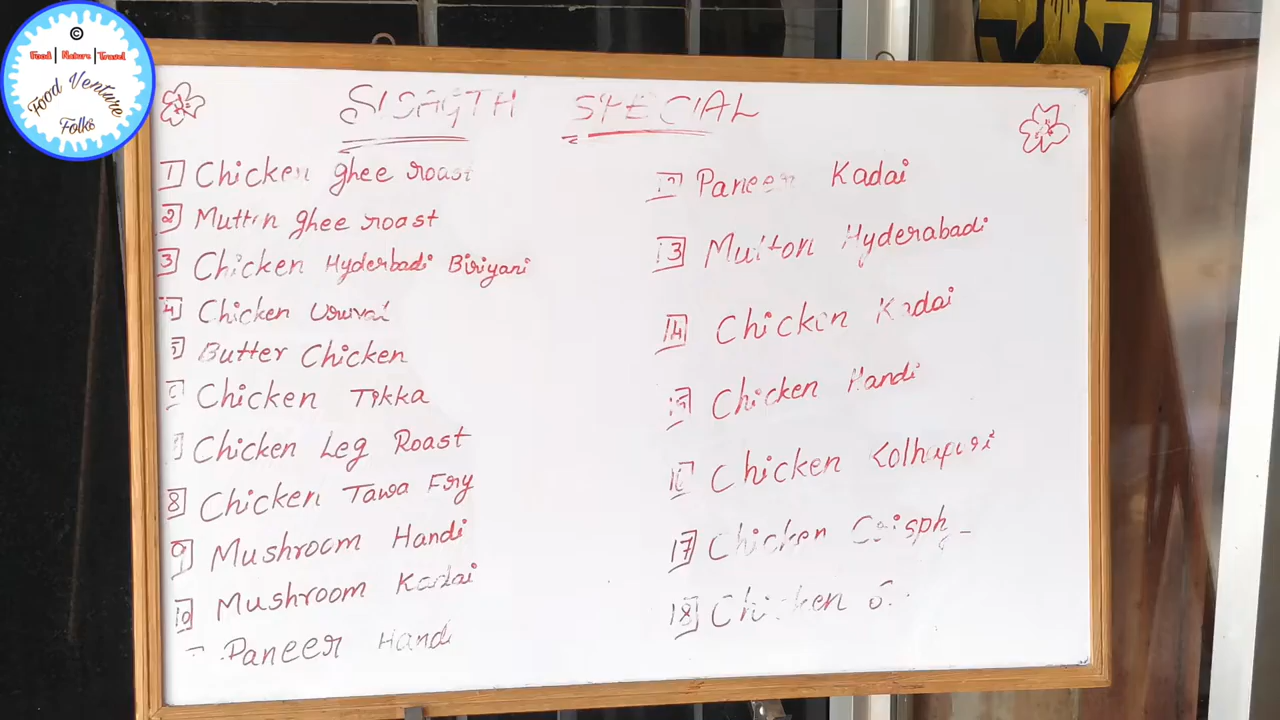 ©
Food | Nature | Travel
Food Venture
Folks
SPECIAL
1 Chicken ghee roast
2 Mutton ghee roast
3 Chicken Hyderbadi Biriyani
4 Chicken
5 Butter Chicken
Chicken Tikka
Chicken Leg Roast
8 Chicken Tawa Fry
9 Mushroom Handi
10 Mushroom Kadai
Paneer Handi
12 Paneer Kadai
13 Mutton Hyderabadi
14 Chicken Kadai
15 Chicken Handi
16 Chicken Kolhapuri
17 Chicken
18 Chicken